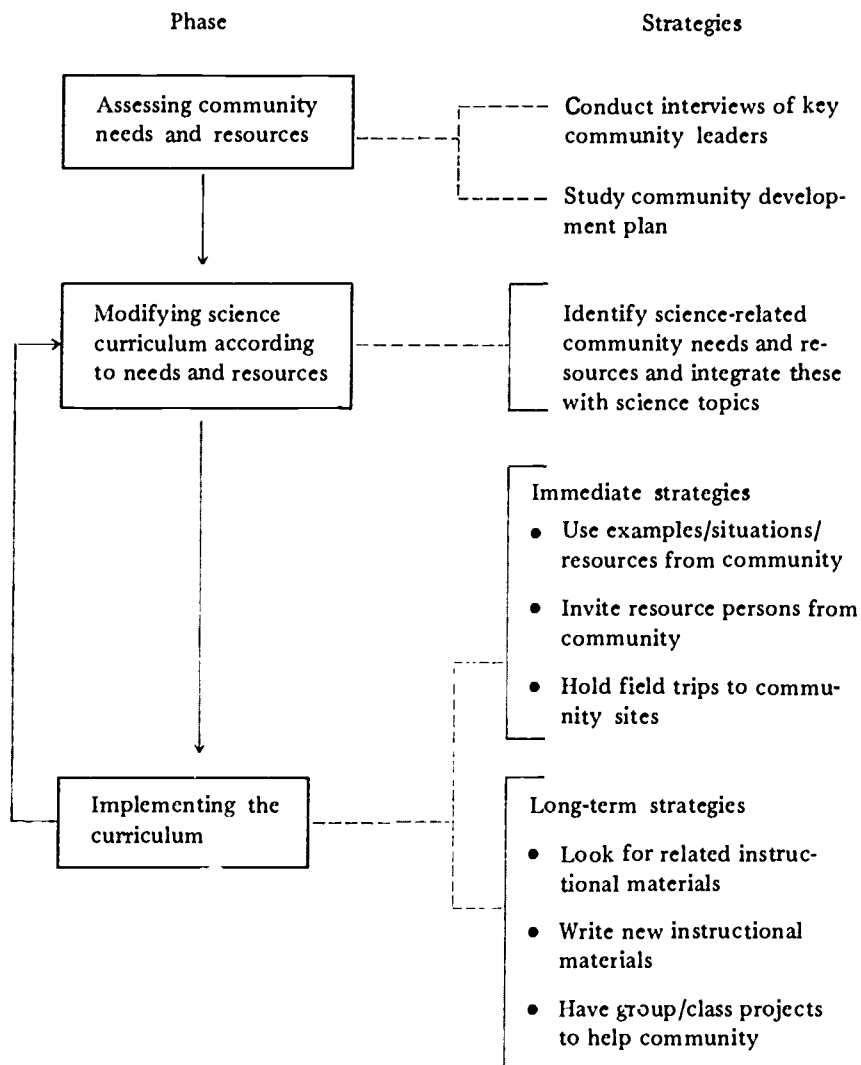 Phase
Strategies
Assessing community
needs and resources
Conduct interviews of key
community leaders
Study community develop-
ment plan
Modifying science
curriculum according
to needs and resources
Identify science-related
community needs and re-
sources and integrate these
with science topics
Implementing the
curriculum
Immediate strategies
• Use examples/situations/
resources from community
• Invite resource persons from
community
• Hold field trips to commu-
nity sites
Long-term strategies
• Look for related instruc-
tional materials
• Write new instructional
materials
• Have group/class projects
to help community